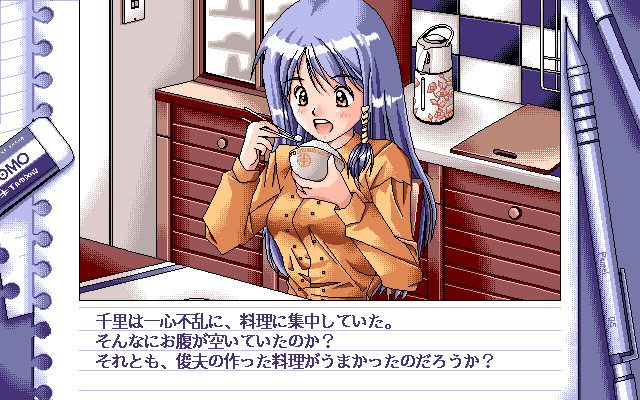 OMO
+ TOMBOW
千里は一心不乱に、料理に集中していた。
そんなにお腹が空いていたのか？
それとも、俊夫の作った料理がうまかったのだろうか？